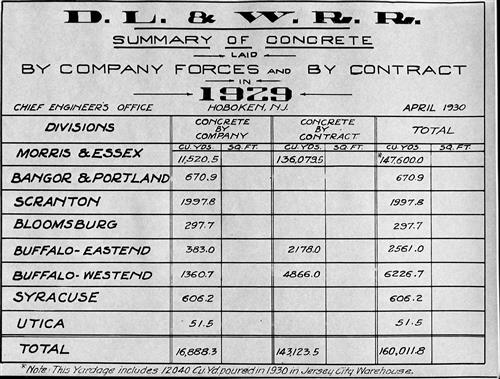 D. L. & W. R. R.
SUMMARY OF CONCRETE
LAID
BY COMPANY FORCES AND BY CONTRACT
IN
1929
CHIEF ENGINEER'S OFFICE HOBOKEN, N.J. APRIL 1930
DIVISIONS CONCRETE BY COMPANY CONCRETE BY CONTRACT TOTAL
CU. YDS. SQ. FT. CU. YDS. SQ. FT. CU. YDS. SQ. FT.
MORRIS & ESSEX 11,520.5 136,079.5 *147,600.0
BANGOR & PORTLAND 670.9 670.9
SCRANTON 1997.8 1997.8
BLOOMSBURG 297.7 297.7
BUFFALO-EASTEND 383.0 2178.0 2561.0
BUFFALO-WESTEND 1360.7 4866.0 6226.7
SYRACUSE 606.2 606.2
UTICA 51.5 51.5
TOTAL 16,888.3 143,123.5 160,011.8
*Note: This Yardage includes 12040 Cu. Yd. poured in 1930 in Jersey City Warehouse.